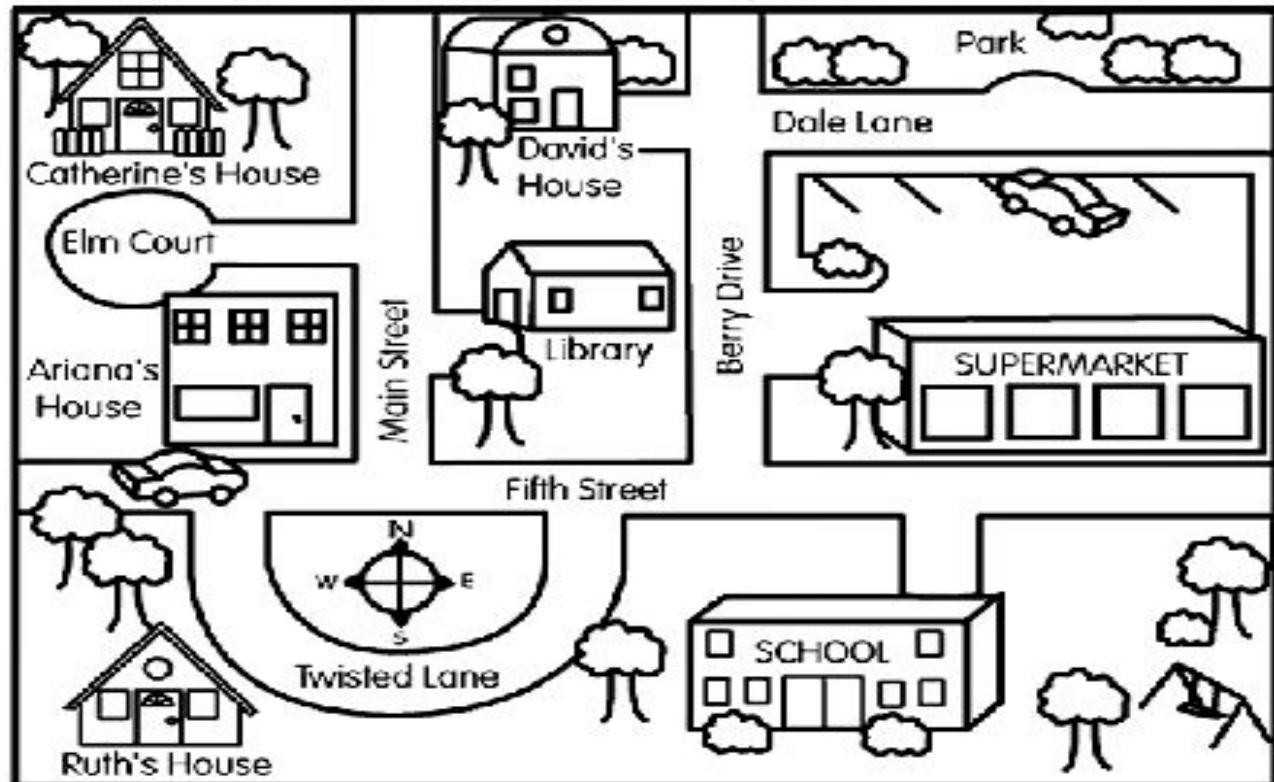 Park
Dale Lane
Catherine's House
David's
House
Elm Court
Main Street
Library
Berry Drive
SUPERMARKET
Ariana's
House
Fifth Street
N
W
E
S
SCHOOL
Twisted Lane
Ruth's House